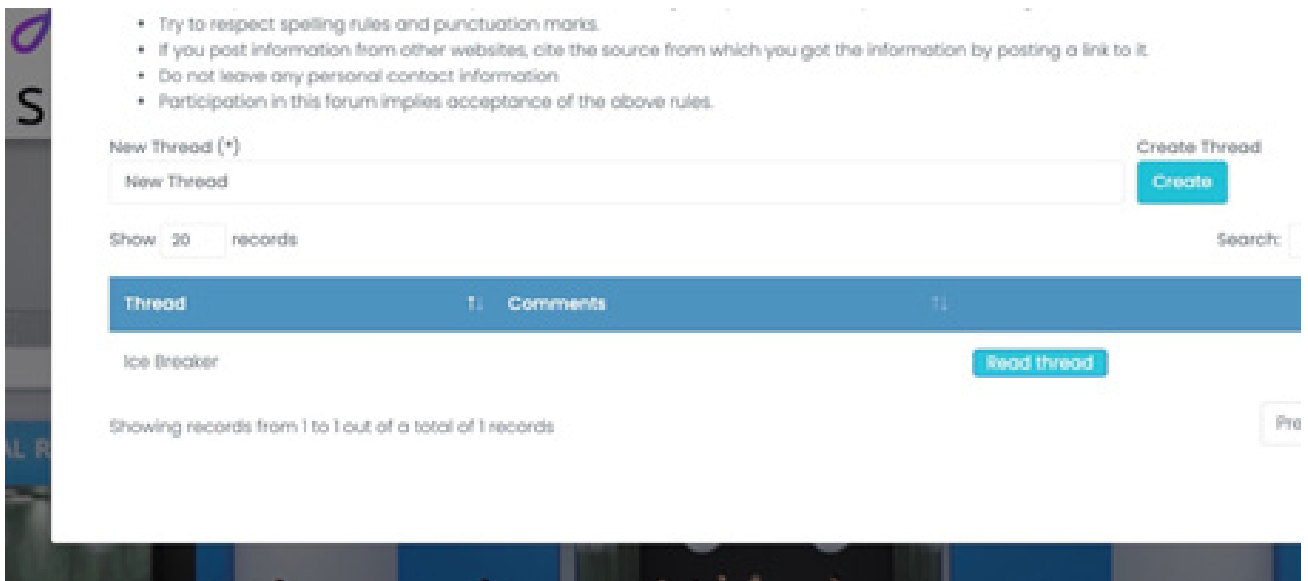 Try to respect spelling rules and punctuation marks.
If you post information from other websites, cite the source from which you got the information by posting a link to it
Do not leave any personal contact information
Participation in this forum implies acceptance of the above rules.
New Thread (*)
Create Thread
New Thread
Create
Show 20 records
Search:
Thread Comments
Ice Breaker
Read thread
Showing records from 1 to 1 out of a total of 1 records
Pre
S
AL R